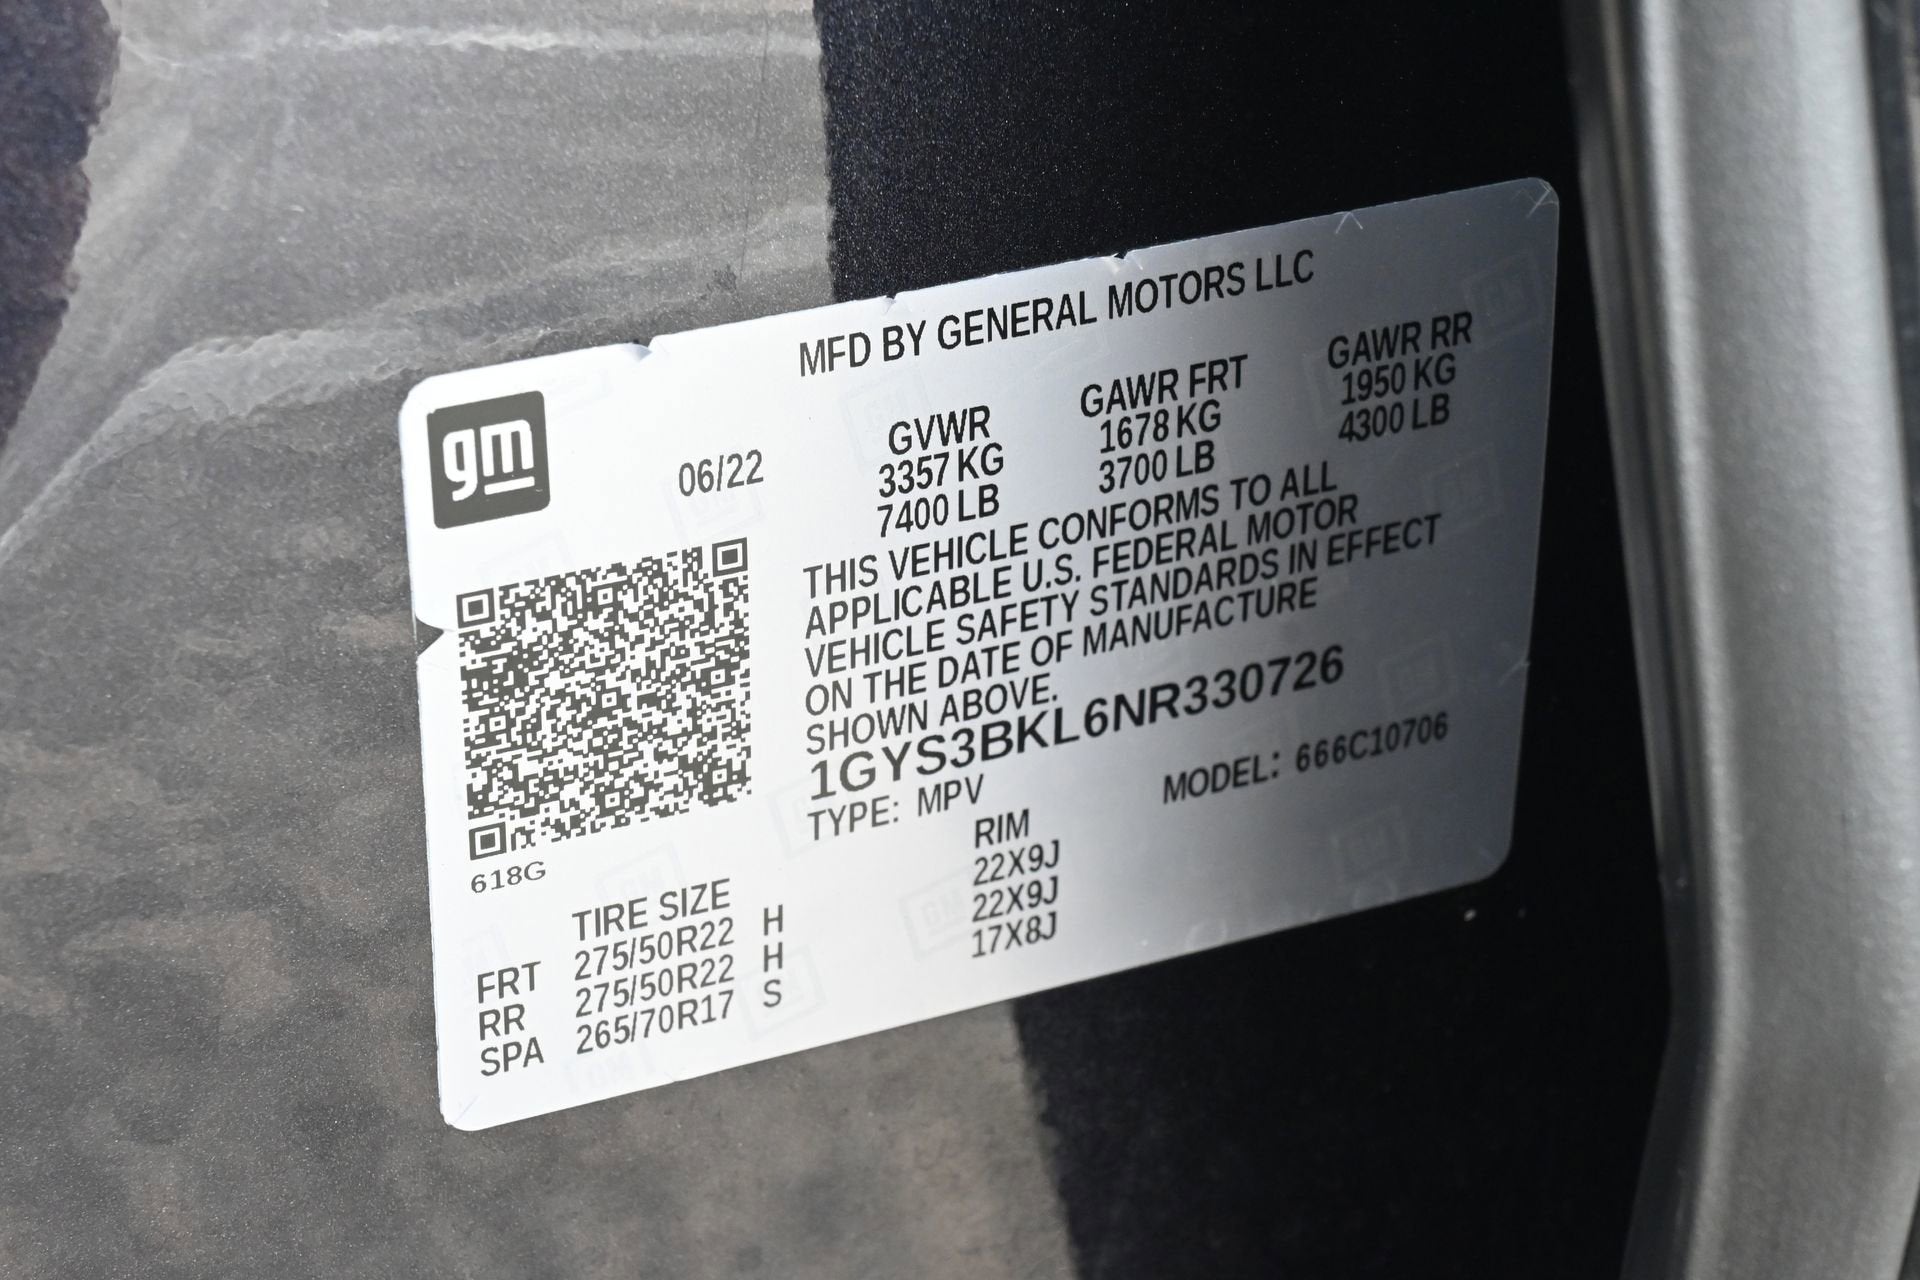 MFD BY GENERAL MOTORS LLC
gm
06/22
GVWR
3357 KG
7400 LB
GAWR FRT
1678 KG
3700 LB
GAWR RR
1950 KG
4300 LB
THIS VEHICLE CONFORMS TO ALL
APPLICABLE U.S. FEDERAL MOTOR
VEHICLE SAFETY STANDARDS IN EFFECT
ON THE DATE OF MANUFACTURE
SHOWN ABOVE.
1GYS3BKL6NR330726
TYPE: MPV MODEL: 666C10706
618G
TIRE SIZE RIM
FRT 275/50R22 H 22X9J
RR 275/50R22 H 22X9J
SPA 265/70R17 S 17X8J